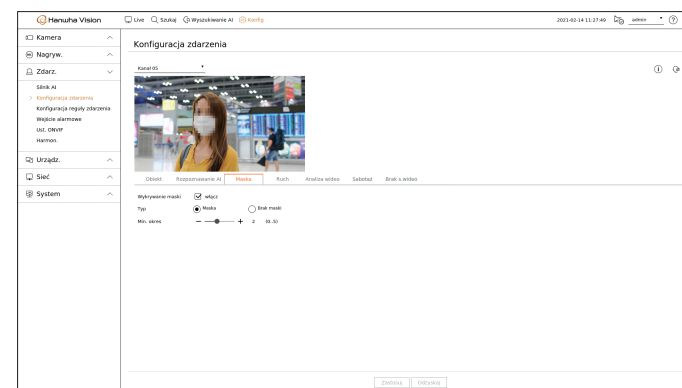 Hanwha Vision
Live Szukaj Wyszukiwanie AI Konfig
2021-02-14 11:27:49 admin
Kamera
Nagryw.
Zdarz.
Silnik AI
Konfiguracja zdarzenia
Konfiguracja reguły zdarzenia
Wejście alarmowe
Ust. ONVIF
Harmon.
Urządz.
Sieć
System
Konfiguracja zdarzenia
Kanał 05
Obiekt Rozpoznawanie AI Maska Ruch Analiza wideo Sabotaż Brak s.wideo
Wykrywanie maski włącz
Typ Maska Brak maski
Min. okres 2 (0..5)
Zastosuj Odzyskaj